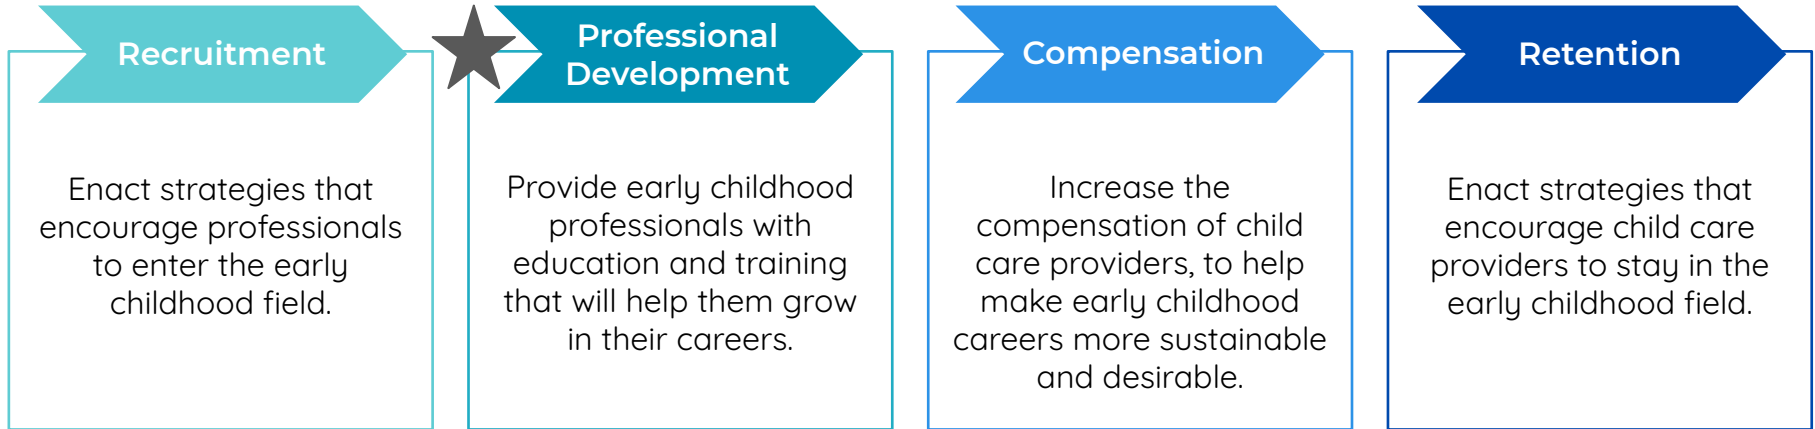 Recruitment
Enact strategies that
encourage professionals
to enter the early
childhood field.
Professional
Development
Provide early childhood
professionals with
education and training
that will help them grow
in their careers.
Compensation
Increase the
compensation of child
care providers, to help
make early childhood
careers more sustainable
and desirable.
Retention
Enact strategies that
encourage child care
providers to stay in the
early childhood field.